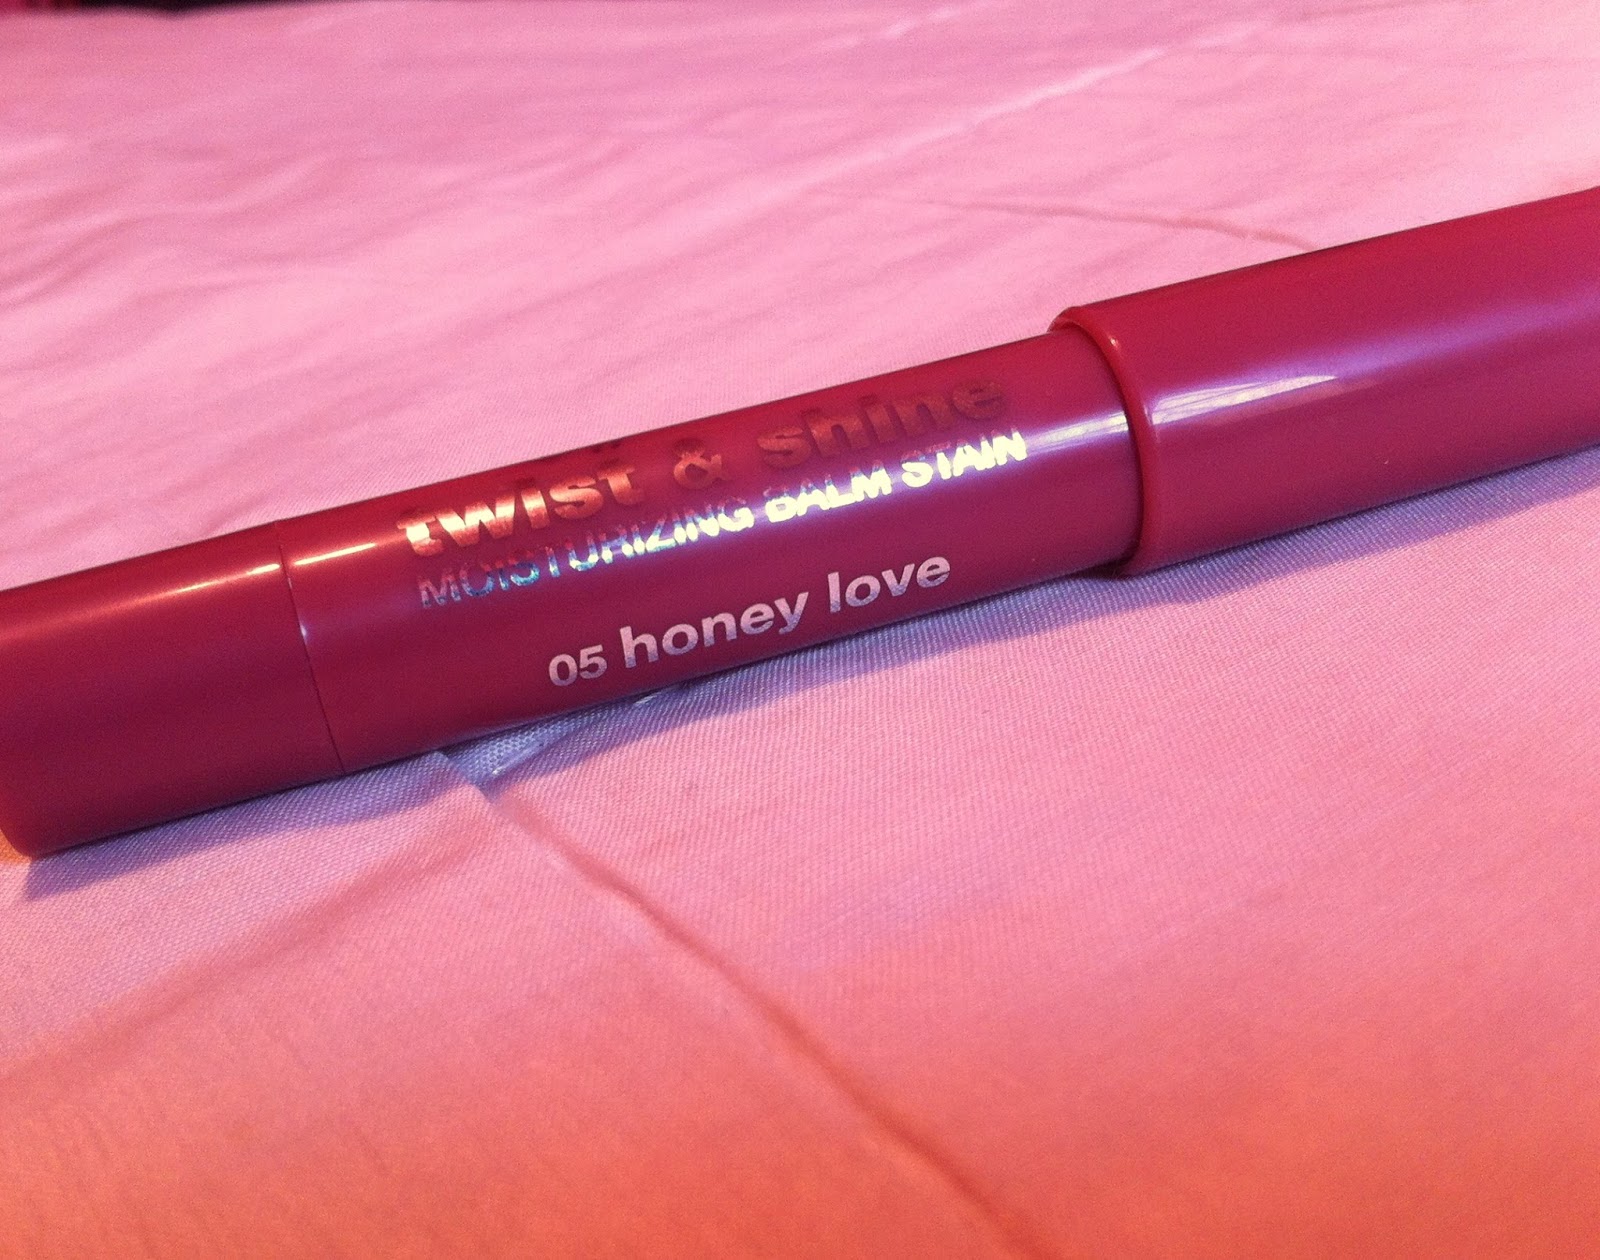 twist & shine
MOISTURIZING BALM STAIN
05 honey love